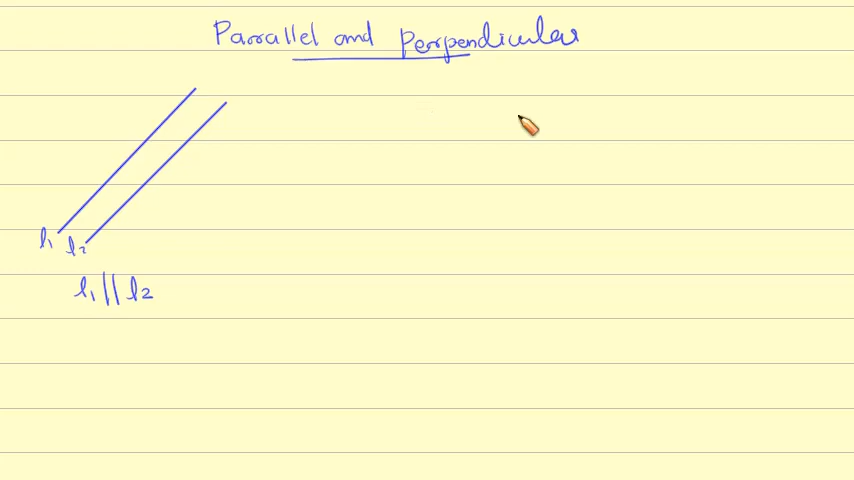 Parallel and Perpendicular
l₁ l₂
l₁ || l₂